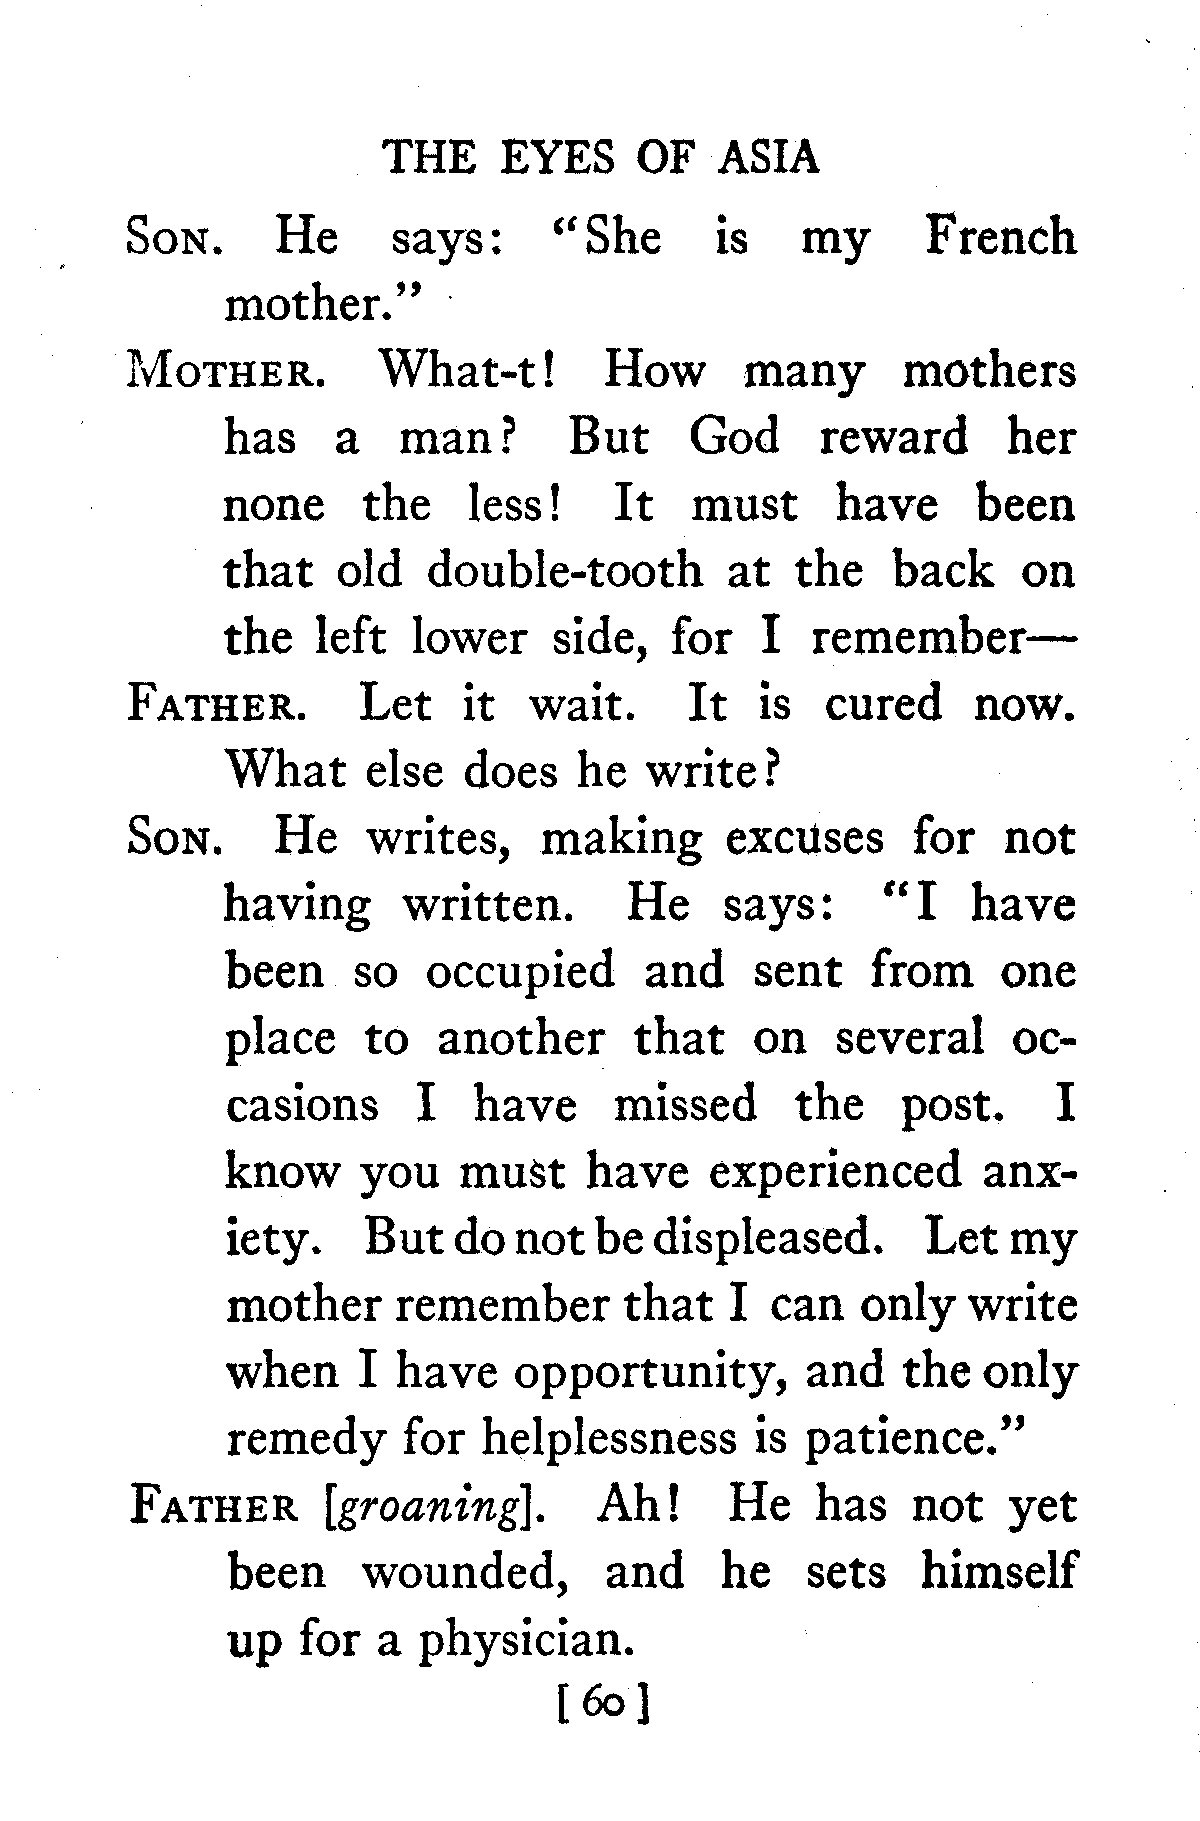 THE EYES OF ASIA
SON. He says: "She is my French
mother."
MOTHER. What-t! How many mothers
has a man? But God reward her
none the less! It must have been
that old double-tooth at the back on
the left lower side, for I remember—
FATHER. Let it wait. It is cured now.
What else does he write?
SON. He writes, making excuses for not
having written. He says: "I have
been so occupied and sent from one
place to another that on several oc-
casions I have missed the post. I
know you must have experienced anx-
iety. But do not be displeased. Let my
mother remember that I can only write
when I have opportunity, and the only
remedy for helplessness is patience."
FATHER [groaning]. Ah! He has not yet
been wounded, and he sets himself
up for a physician.
[60]